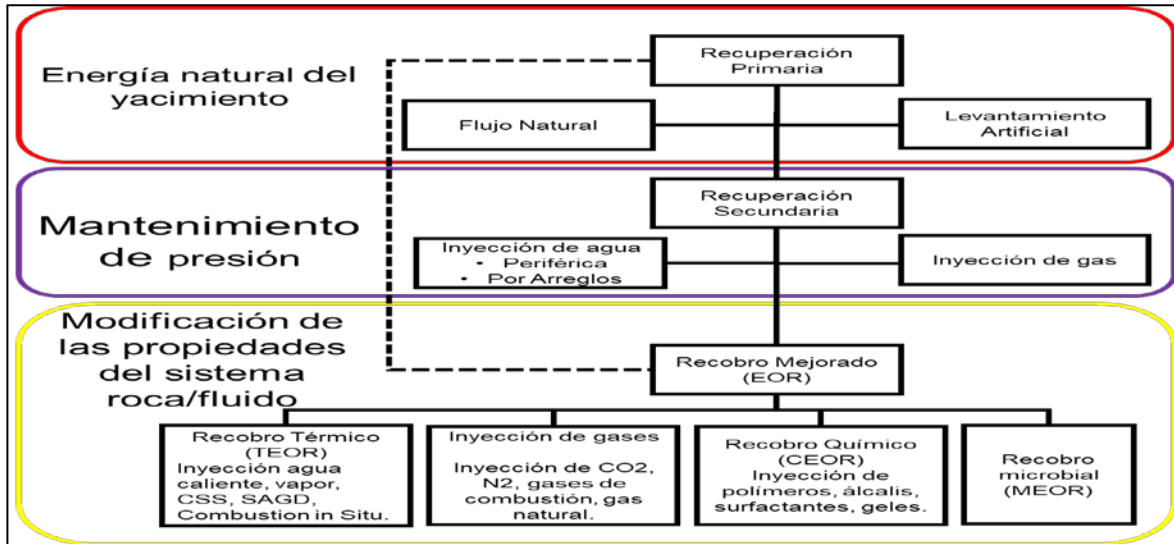 Energía natural del
yacimiento
Recuperación
Primaria
Flujo Natural
Levantamiento
Artificial
Mantenimiento
de presión
Recuperación
Secundaria
Inyección de agua
• Periférica
• Por Arreglos
Inyección de gas
Modificación de
las propiedades
del sistema
roca/fluido
Recobro Mejorado
(EOR)
Recobro Térmico
(TEOR)
Inyección agua
caliente, vapor,
CSS, SAGD,
Combustion in Situ.
Inyección de gases
Inyección de CO2,
N2, gases de
combustión, gas
natural.
Recobro Químico
(CEOR)
Inyección de
polímeros, álcalis,
surfactantes, geles.
Recobro
microbial
(MEOR)